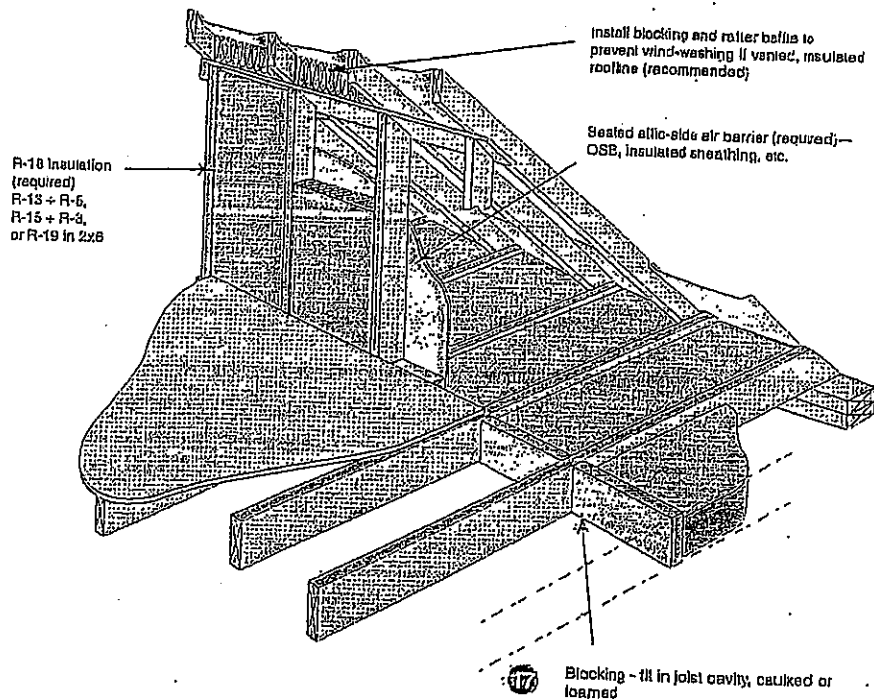 Install blocking and rafter baffles to
prevent wind-washing if vented, insulated
roofline (recommended)
Sealed attic-side air barrier (required)—
OSB, insulated sheathing, etc.
R-18 insulation
(required)
R-13 + R-5,
R-15 + R-3,
or R-19 in 2x6
17
Blocking - fit in joist cavity, caulked or
foamed